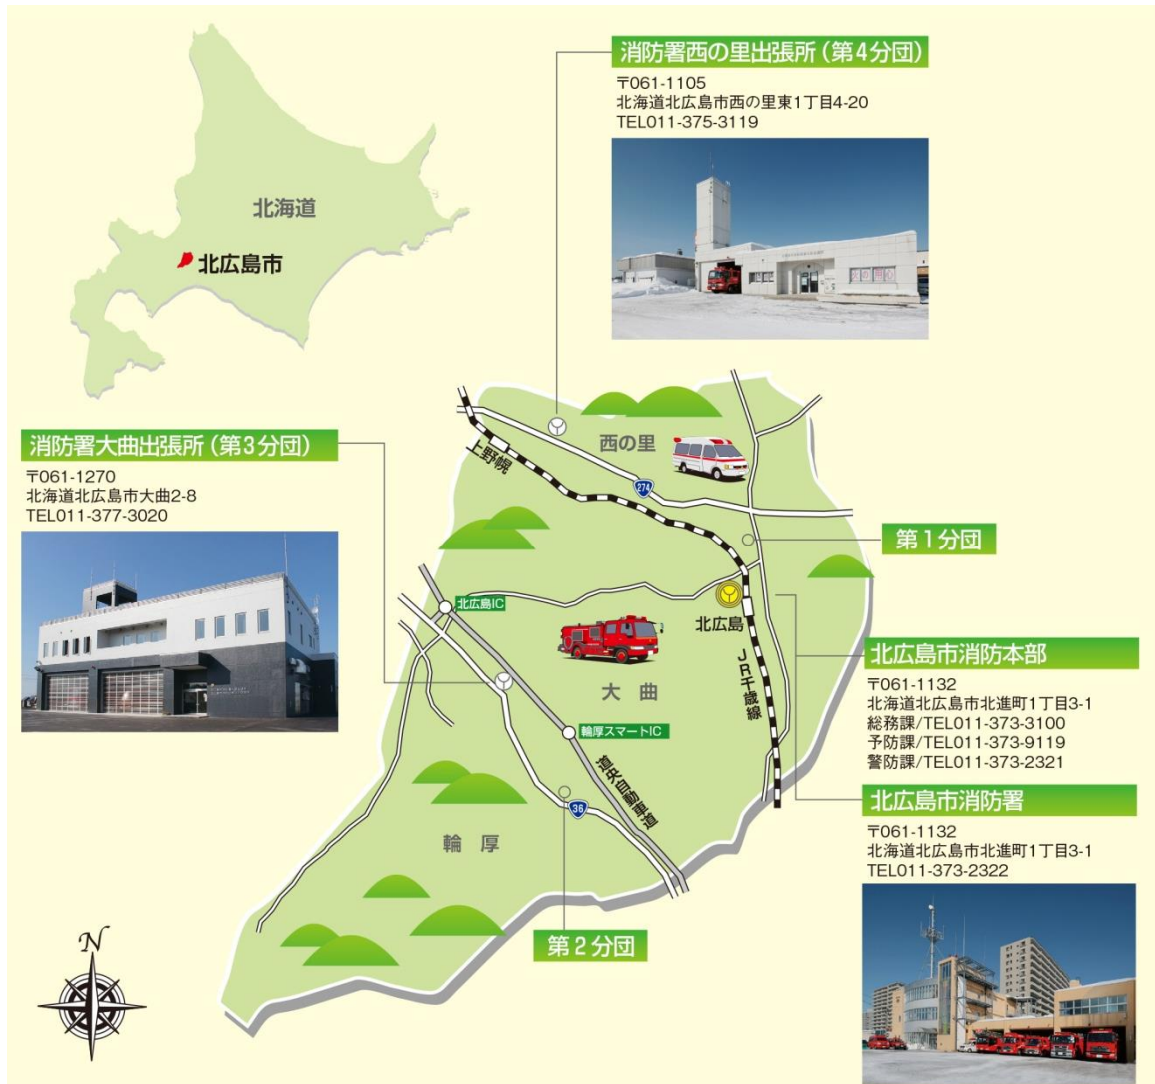 消防署西の里出張所（第4分団）
〒061-1105
北海道北広島市西の里東1丁目4-20
TEL011-375-3119
北海道
北広島市
消防署大曲出張所（第3分団）
〒061-1270
北海道北広島市大曲2-8
TEL011-377-3020
西の里
上野幌
274
第1分団
北広島IC
北広島
大曲
JR千歳線
輪厚スマートIC
道央自動車道
36
輪厚
第2分団
北広島市消防本部
〒061-1132
北海道北広島市北進町1丁目3-1
総務課/TEL011-373-3100
予防課/TEL011-373-9119
警防課/TEL011-373-2321
北広島市消防署
〒061-1132
北海道北広島市北進町1丁目3-1
TEL011-373-2322
N